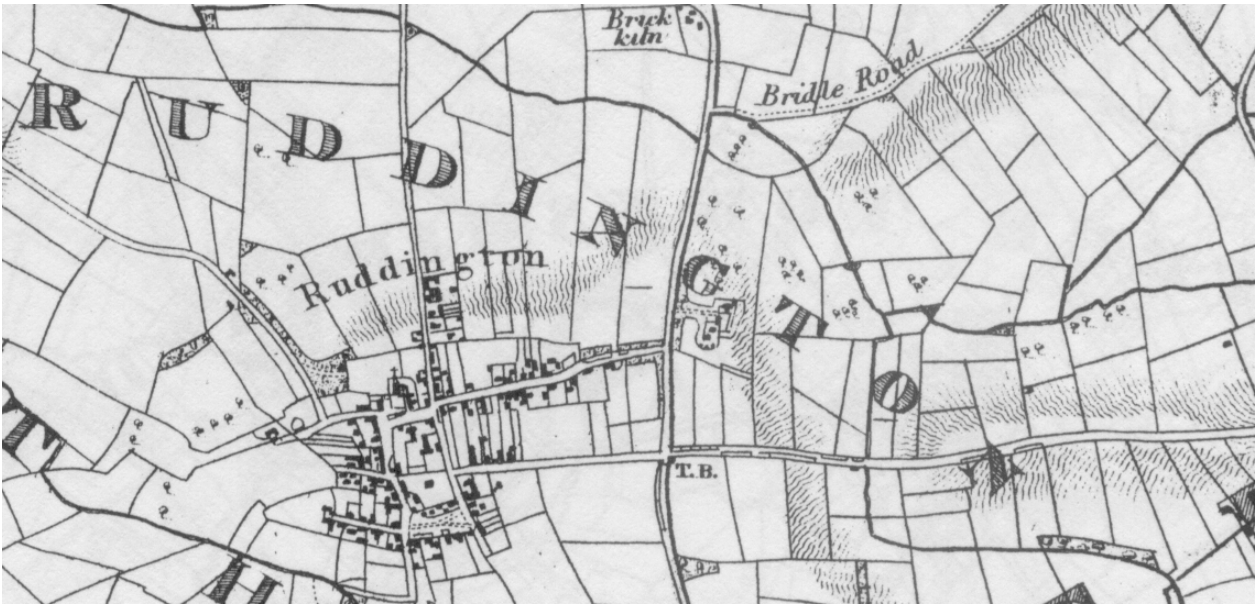 Brick
kiln
Bridle Road
RUDDINGTON
Ruddington
T.B.
H